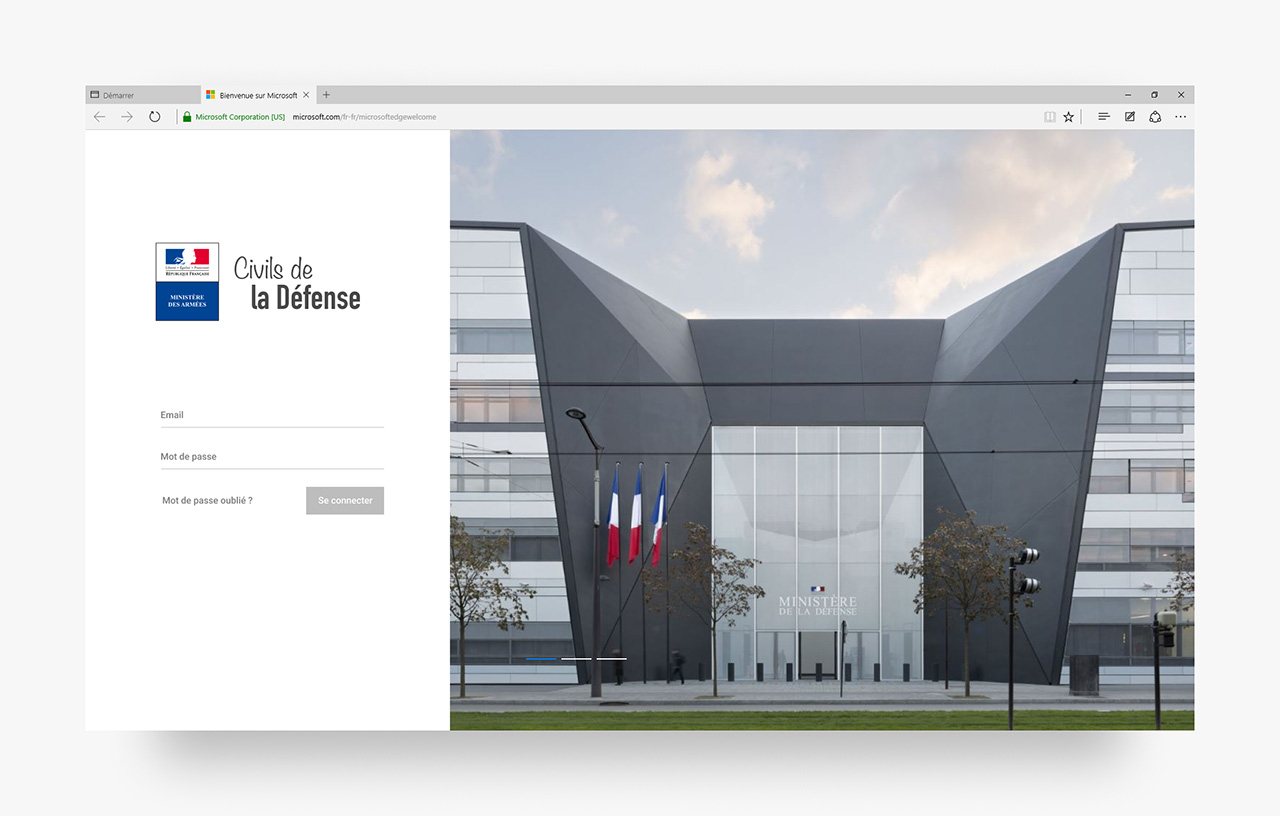 Démarrer
Bienvenue sur Microsoft
Microsoft Corporation [US] microsoft.com/fr-fr/microsoftedgewelcome
Liberté • Égalité • Fraternité
RÉPUBLIQUE FRANÇAISE
MINISTÈRE
DES ARMÉES
Civils de
la Défense
Email
Mot de passe
Mot de passe oublié ?
Se connecter
MINISTÈRE
DE LA DÉFENSE